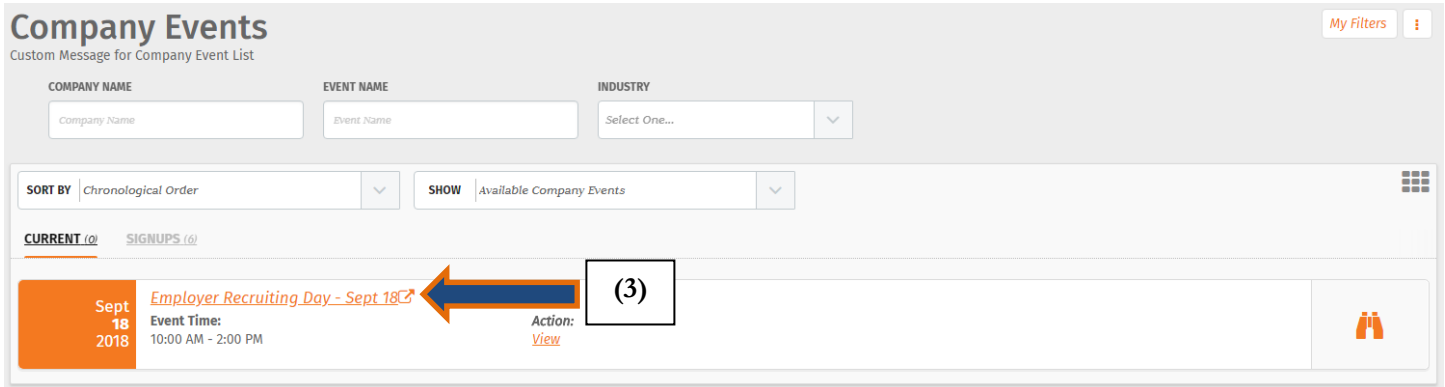 Company Events
My Filters
Custom Message for Company Event List
COMPANY NAME EVENT NAME INDUSTRY
Company Name Event Name Select One...
SORT BY Chronological Order SHOW Available Company Events
CURRENT (0) SIGNUPS (6)
Employer Recruiting Day - Sept 18
(3)
Sept
18
2018
Event Time: Action:
10:00 AM - 2:00 PM View